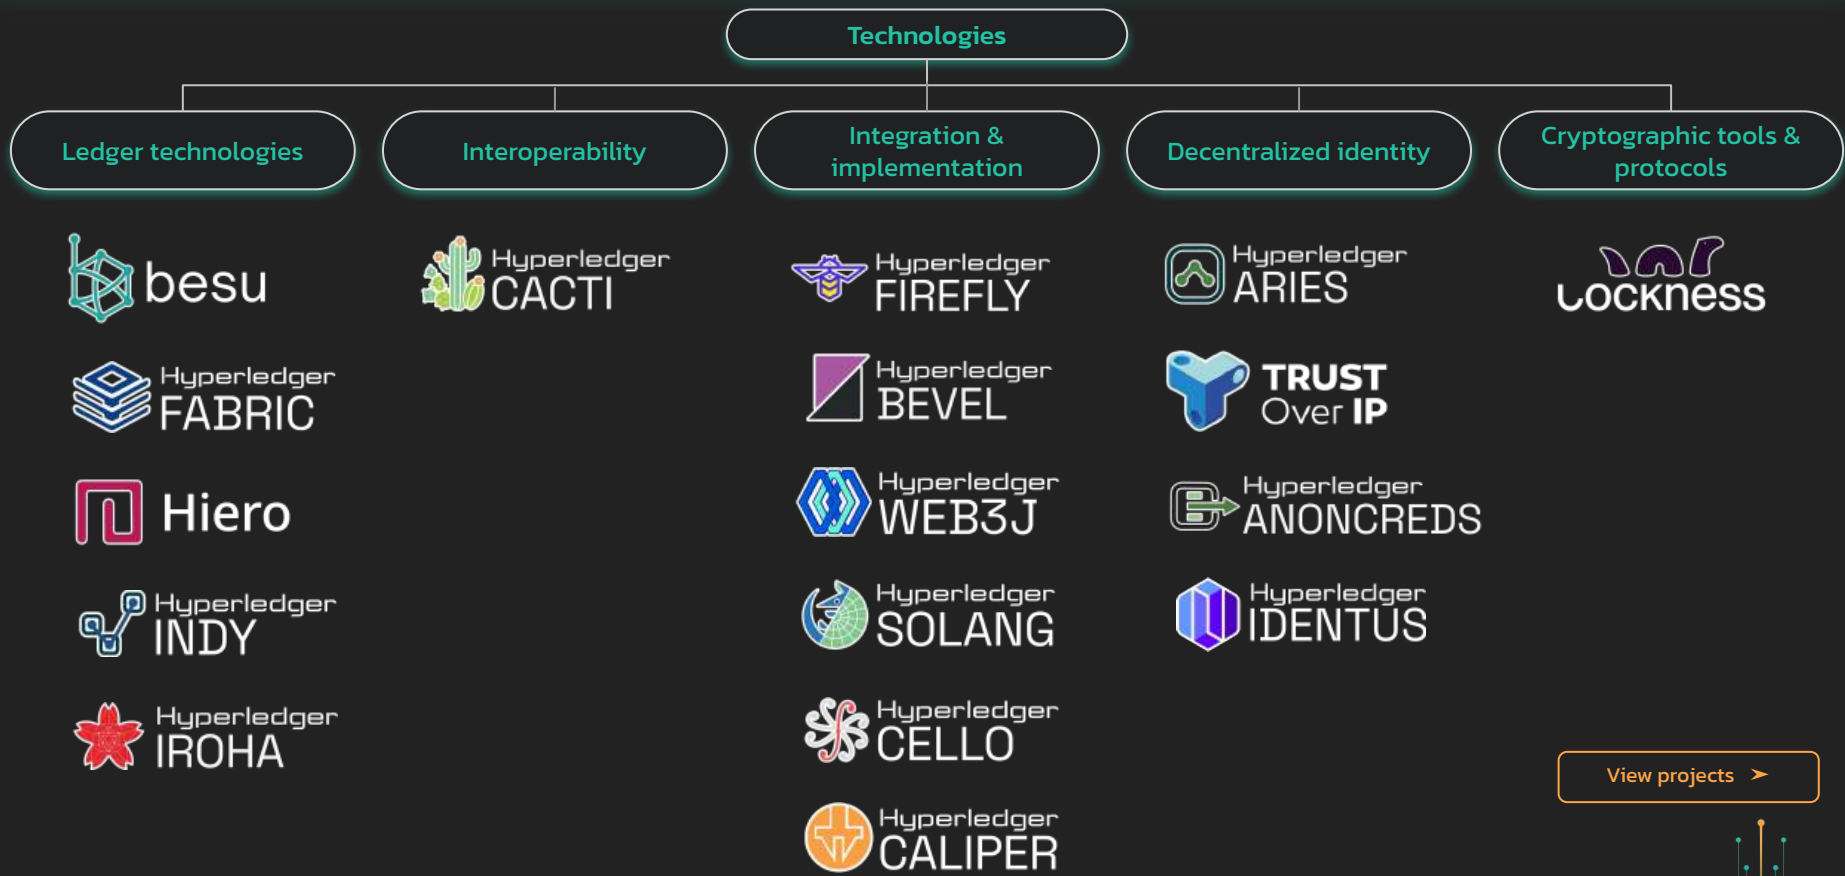 Technologies
Ledger technologies
Interoperability
Integration &
implementation
Decentralized identity
Cryptographic tools &
protocols
besu
Hyperledger
FABRIC
Hiero
Hyperledger
INDY
Hyperledger
IROHA
Hyperledger
CACTI
Hyperledger
FIREFLY
Hyperledger
BEVEL
Hyperledger
WEB3J
Hyperledger
SOLANG
Hyperledger
CELLO
Hyperledger
CALIPER
Hyperledger
ARIES
TRUST
Over IP
Hyperledger
ANONCREDS
Hyperledger
IDENTUS
LOCKNESS
View projects ➤